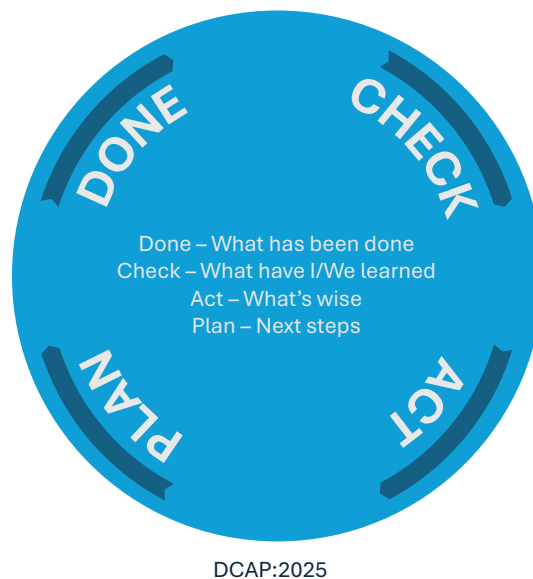 DONE
CHECK
Done – What has been done
Check – What have I/We learned
Act – What’s wise
Plan – Next steps
PLAN
ACT
DCAP:2025